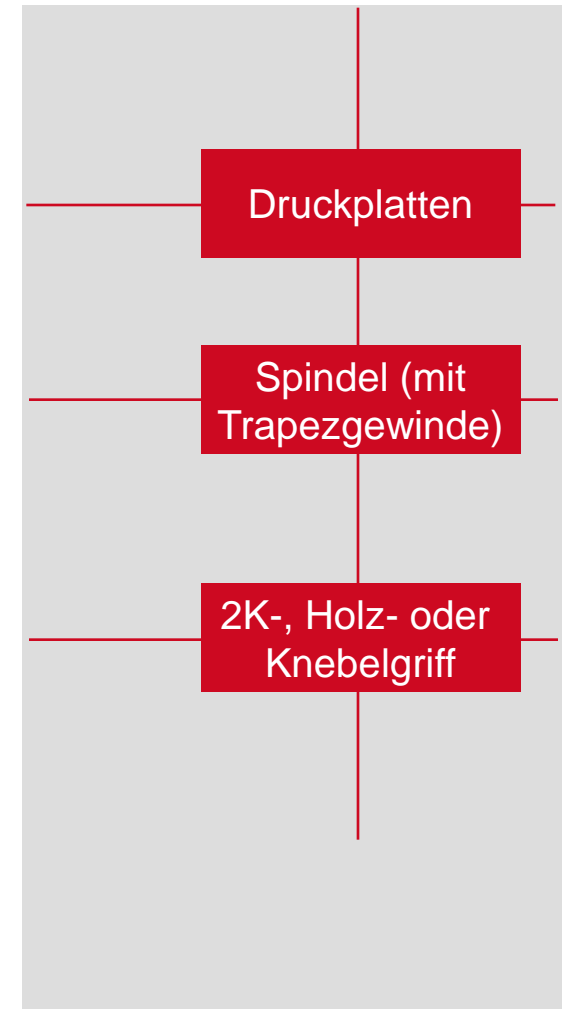 Druckplatten
Spindel (mit
Trapezgewinde)
2K-, Holz- oder
Knebelgriff